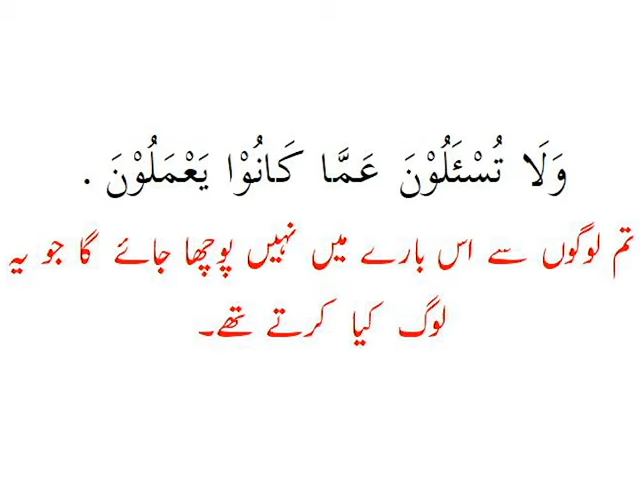 وَلَا تُسْئَلُوْنَ عَمَّا كَانُوْا يَعْمَلُوْنَ .
تم لوگوں سے اس بارے میں نہیں پوچھا جائے گا جو یہ
لوگ کیا کرتے تھے۔